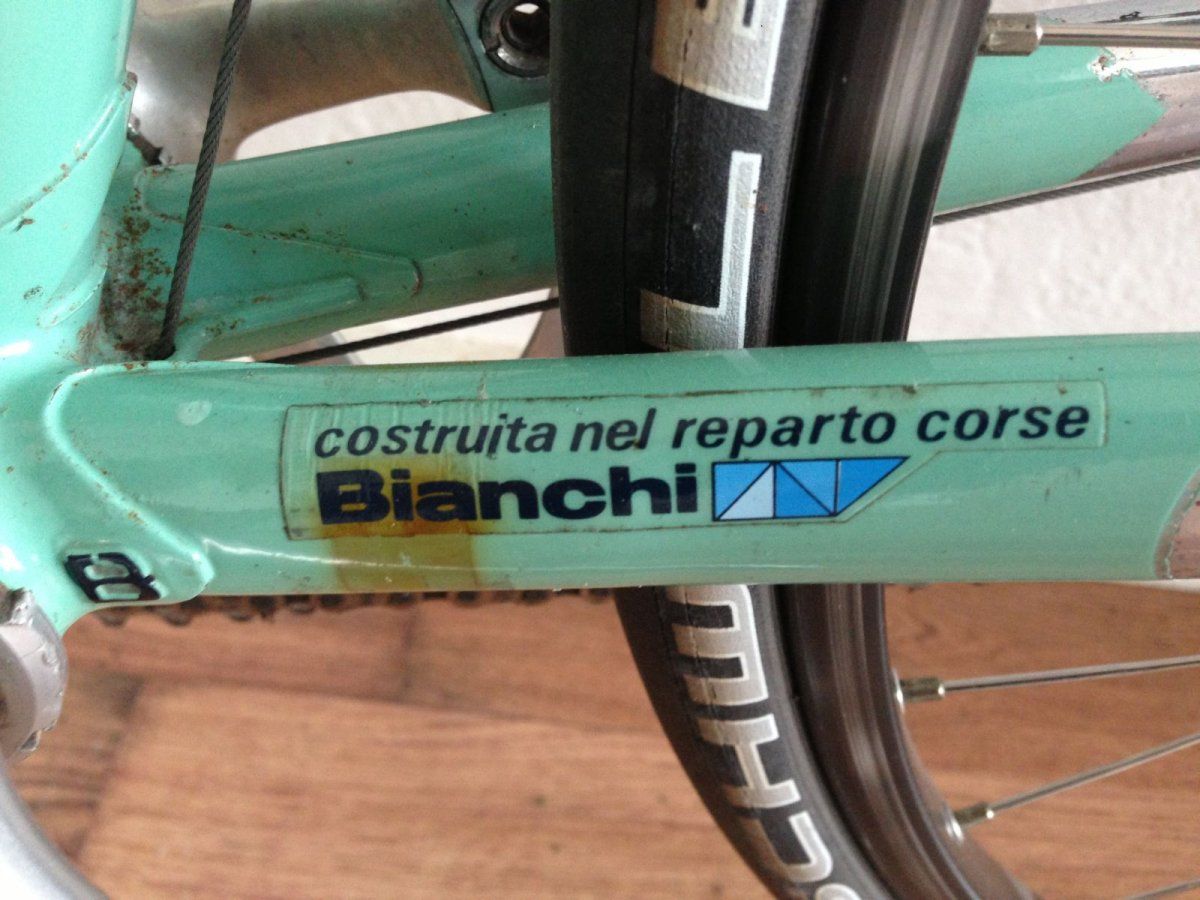 costruita nel reparto corse
Bianchi
B